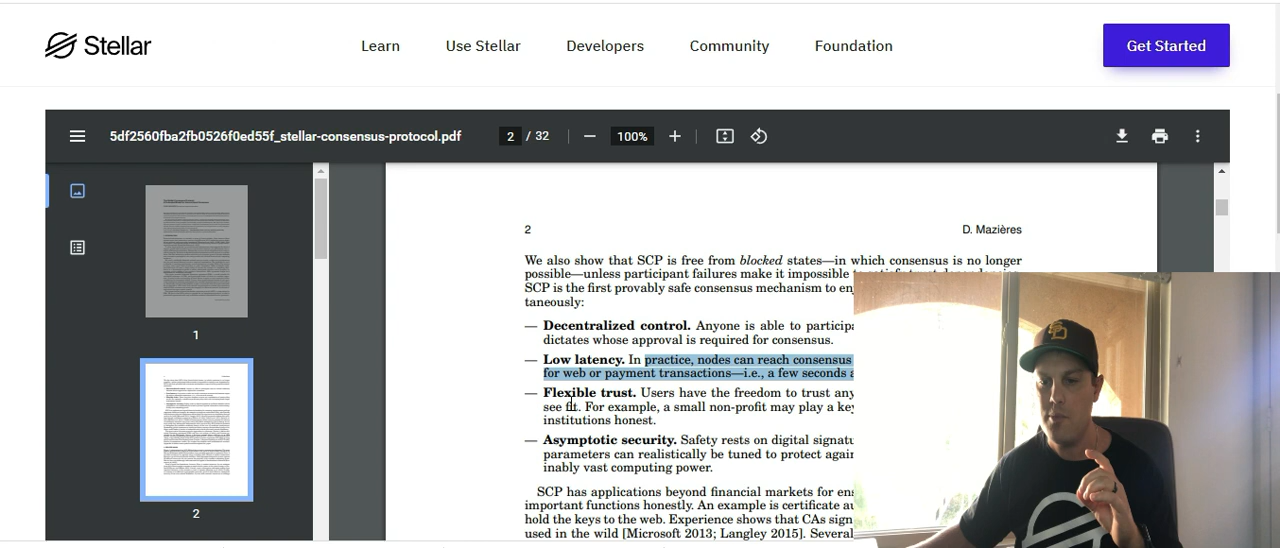 Stellar
Learn
Use Stellar
Developers
Community
Foundation
Get Started
5df2560fba2fb0526f0ed55f_stellar-consensus-protocol.pdf
2 / 32
100%
1
2
2
D. Mazières
We also show that SCP is free from blocked states—in which consensus is no longer
possible—unless participant failures make it impossible
SCP is the first provably safe consensus mechanism to
taneously:
— Decentralized control. Anyone is able to
dictates whose approval is required for consensus.
— Low latency. In practice, nodes can reach consensus
for web or payment transactions—i.e., a few seconds
— Flexible trust. Users have the freedom to trust any
see fit. For example, a small non-profit may play a
institutions honest.
— Asymptotic security. Safety rests on digital
parameters can realistically be tuned to protect
inably vast computing power.
SCP has applications beyond financial markets for
important functions honestly. An example is certificate
hold the keys to the web. Experience shows that CAs sign
used in the wild [Microsoft 2013; Langley 2015]. Several